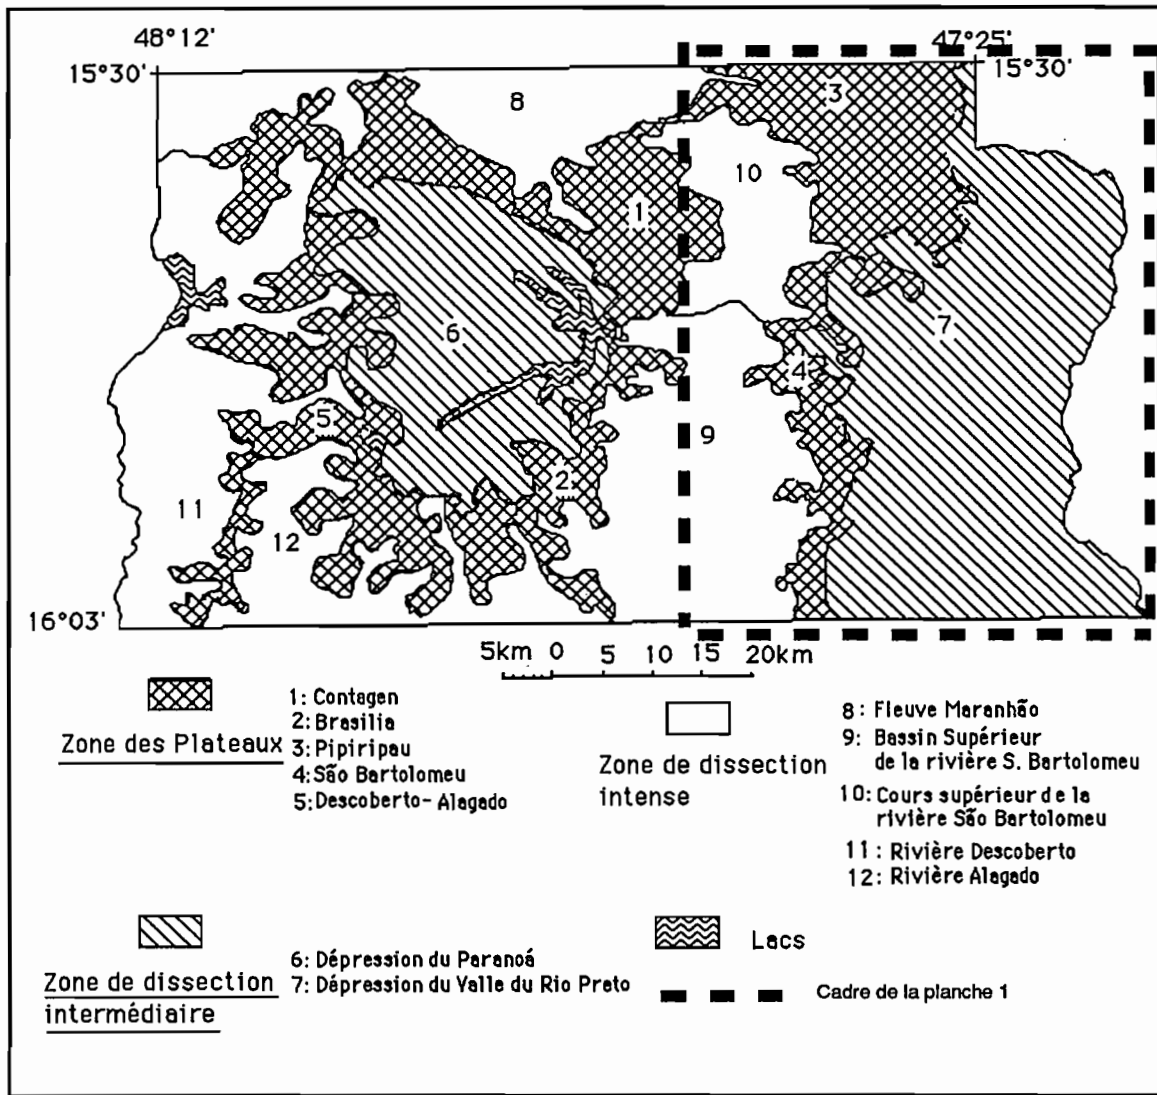 48°12'
47°25'
15°30'
15°30'
8
3
10
1
6
7
4
5
9
2
11
12
16°03'
5km 0 5 10 15 20km
Zone des Plateaux
1: Contagen
2: Brasilia
3: Pipiripau
4: São Bartolomeu
5: Descoberto-Alagado
Zone de dissection
intense
8: Fleuve Maranhão
9: Bassin Supérieur
de la rivière S. Bartolomeu
10: Cours supérieur de la
rivière São Bartolomeu
11: Rivière Descoberto
12: Rivière Alagado
Zone de dissection
intermédiaire
6: Dépression du Paranoá
7: Dépression du Valle du Rio Preto
Lacs
Cadre de la planche 1